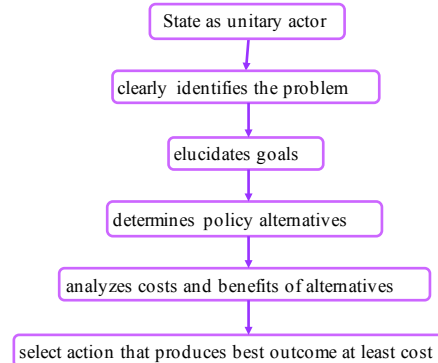 State as unitary actor
clearly identifies the problem
elucidates goals
determines policy alternatives
analyzes costs and benefits of alternatives
select action that produces best outcome at least cost